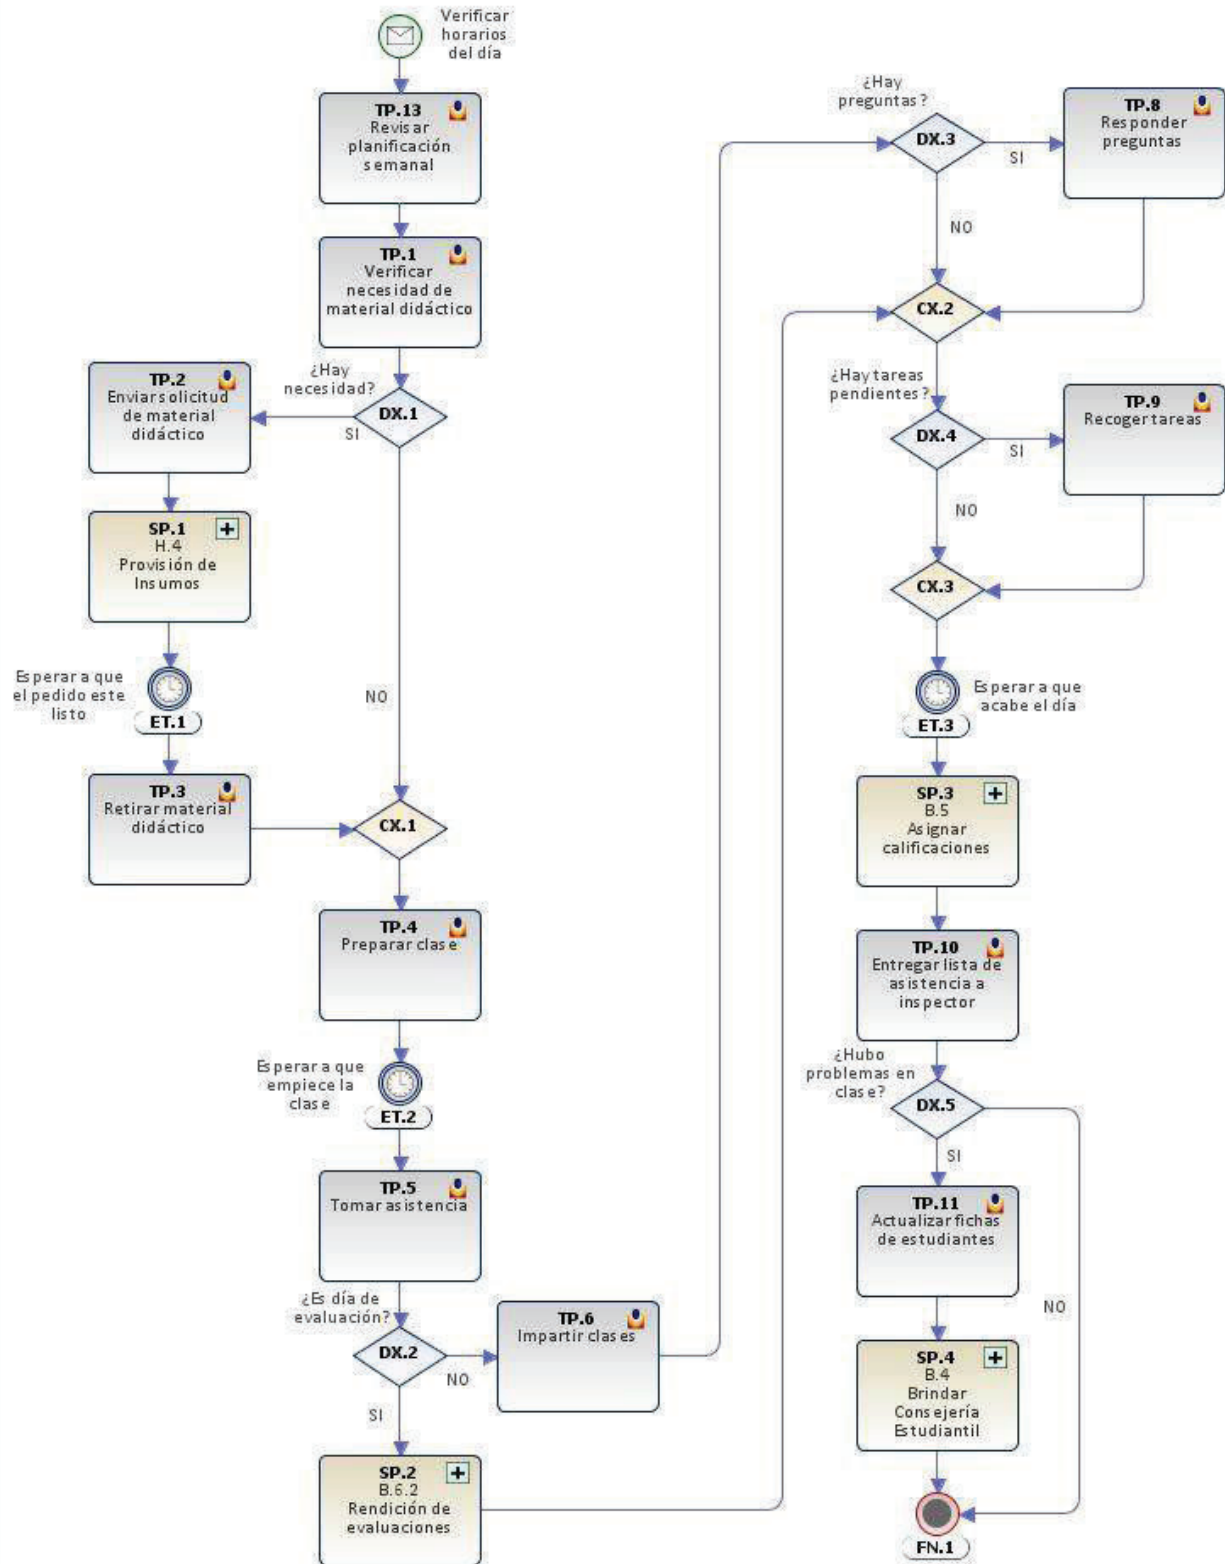 Verificar
horarios
del día
TP.13
Revisar
planificación
semanal
TP.1
Verificar
necesidad de
material didáctico
¿Hay
necesidad?
DX.1
SI
NO
TP.2
Enviar solicitud
de material
didáctico
SP.1
H.4
Provisión de
Insumos
Esperar a que
el pedido este
listo
ET.1
TP.3
Retirar material
didáctico
CX.1
TP.4
Preparar clase
Esperar a que
empiece la
clase
ET.2
TP.5
Tomar asistencia
¿Es día de
evaluación?
DX.2
NO
SI
TP.6
Impartir clases
SP.2
B.6.2
Rendición de
evaluaciones
¿Hay
preguntas?
DX.3
SI
NO
TP.8
Responder
preguntas
CX.2
¿Hay tareas
pendientes?
DX.4
SI
NO
TP.9
Recoger tareas
CX.3
Esperar a que
acabe el día
ET.3
SP.3
B.5
Asignar
calificaciones
TP.10
Entregar lista de
asistencia a
inspector
¿Hubo
problemas en
clase?
DX.5
SI
NO
TP.11
Actualizar fichas
de estudiantes
SP.4
B.4
Brindar
Consejería
Estudiantil
FN.1